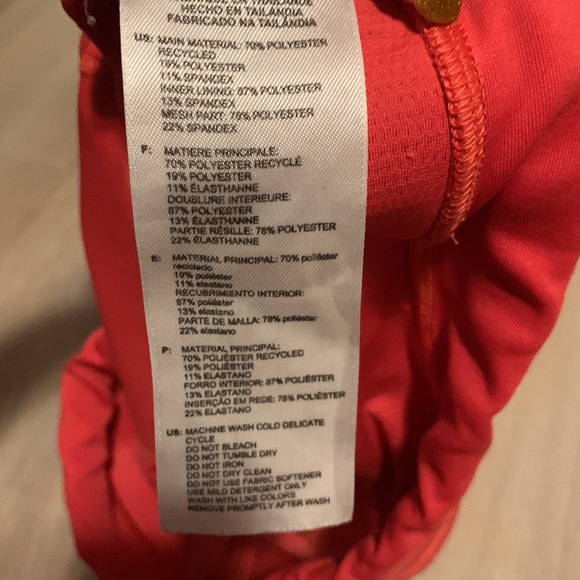 HECHO EN TAILANDIA
FABRICADO NA TAILÂNDIA
US: MAIN MATERIAL: 70% POLYESTER
RECYCLED
19% POLYESTER
11% SPANDEX
INNER LINING: 87% POLYESTER
13% SPANDEX
MESH PART: 78% POLYESTER
22% SPANDEX
F: MATIERE PRINCIPALE:
70% POLYESTER RECYCLÉ
19% POLYESTER
11% ÉLASTHANNE
DOUBLURE INTERIEURE:
87% POLYESTER
13% ÉLASTHANNE
PARTIE RÉSILLE: 78% POLYESTER
22% ÉLASTHANNE
E: MATERIAL PRINCIPAL: 70% poliéster
reciclado
19% poliéster
11% elastano
RECUBRIMIENTO INTERIOR:
87% poliéster
13% elastano
PARTE DE MALLA: 78% poliéster
22% elastano
P: MATERIAL PRINCIPAL:
70% POLIÉSTER RECYCLED
19% POLIÉSTER
11% ELASTANO
FORRO INTERIOR: 87% POLIÉSTER
13% ELASTANO
INSERÇÃO EM REDE: 78% POLIÉSTER
22% ELASTANO
US: MACHINE WASH COLD DELICATE
CYCLE
DO NOT BLEACH
DO NOT TUMBLE DRY
DO NOT IRON
DO NOT DRY CLEAN
DO NOT USE FABRIC SOFTENER
USE MILD DETERGENT ONLY
WASH WITH LIKE COLORS
REMOVE PROMPTLY AFTER WASH